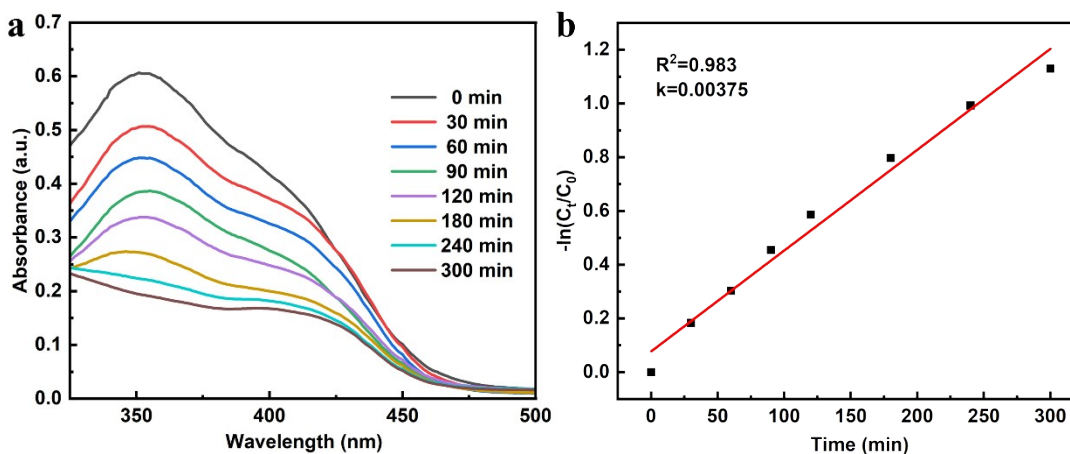 a
0.7
0.6
0.5
0.4
0.3
0.2
0.1
0.0
Absorbance (a.u.)
350
400
450
500
Wavelength (nm)
0 min
30 min
60 min
90 min
120 min
180 min
240 min
300 min
b
1.2
1.0
0.8
0.6
0.4
0.2
0.0
-ln(Cₜ/C₀)
R²=0.983
k=0.00375
0
50
100
150
200
250
300
Time (min)